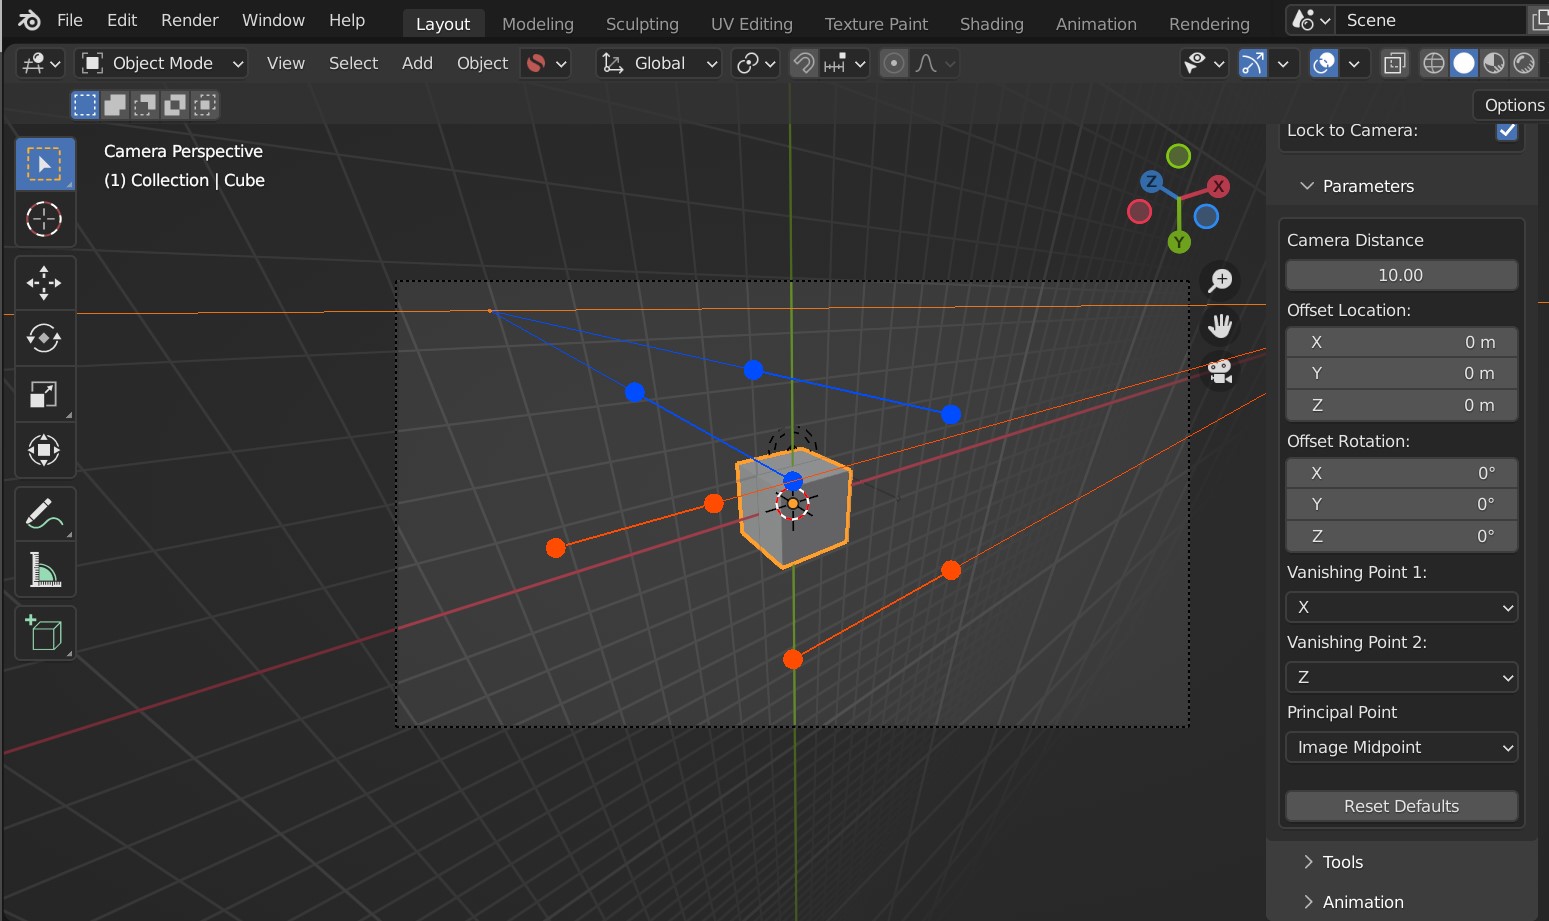 File Edit Render Window Help Layout Modeling Sculpting UV Editing Texture Paint Shading Animation Rendering Scene
Object Mode View Select Add Object Global
Options
Camera Perspective
(1) Collection | Cube
Lock to Camera:
Z X
Y
Parameters
Camera Distance
10.00
Offset Location:
X 0 m
Y 0 m
Z 0 m
Offset Rotation:
X 0°
Y 0°
Z 0°
Vanishing Point 1:
X
Vanishing Point 2:
Z
Principal Point
Image Midpoint
Reset Defaults
Tools
Animation